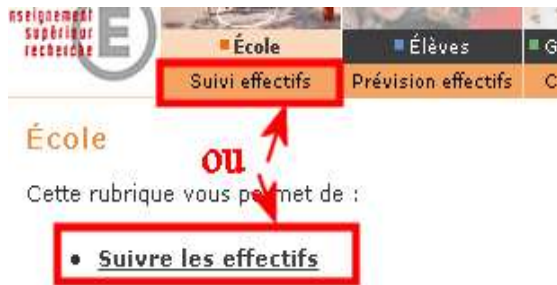 nseignement
supérieur
recherche
E
École
Élèves
G
Suivi effectifs
Prévision effectifs
C
École
ou
Cette rubrique vous permet de :
• Suivre les effectifs